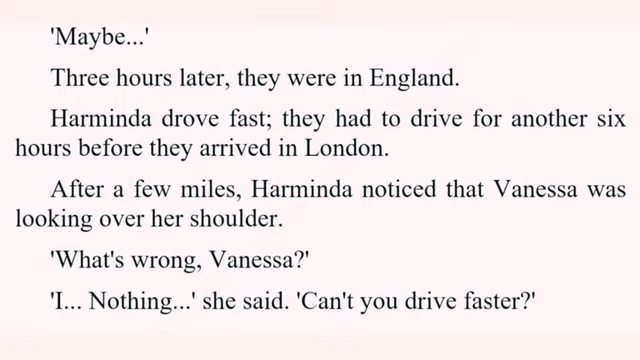 'Maybe...'
Three hours later, they were in England.
Harminda drove fast; they had to drive for another six
hours before they arrived in London.
After a few miles, Harminda noticed that Vanessa was
looking over her shoulder.
'What's wrong, Vanessa?'
'I... Nothing...' she said. 'Can't you drive faster?'